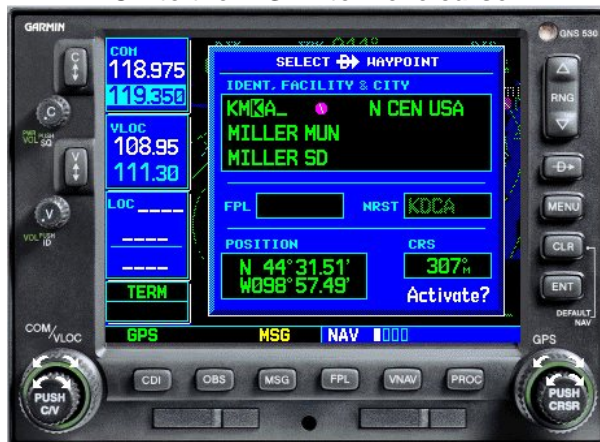 GARMIN
GNS 530
COM
118.975
119.350
VLOC
108.95
111.30
LOC
TERM
GPS
MSG
NAV
SELECT D WAYPOINT
IDENT, FACILITY & CITY
KMKA_ N CEN USA
MILLER MUN
MILLER SD
FPL
NRST KDCA
POSITION
N 44°31.51'
W098°57.49'
CRS
307°M
Activate?
C
C
PWR
VOL PUSH SQ
V
V
VOL PUSH ID
COM/VLOC
PUSH C/V
RNG
D
MENU
CLR
ENT
DEFAULT NAV
GPS
PUSH CRSR
CDI
OBS
MSG
FPL
VNAV
PROC